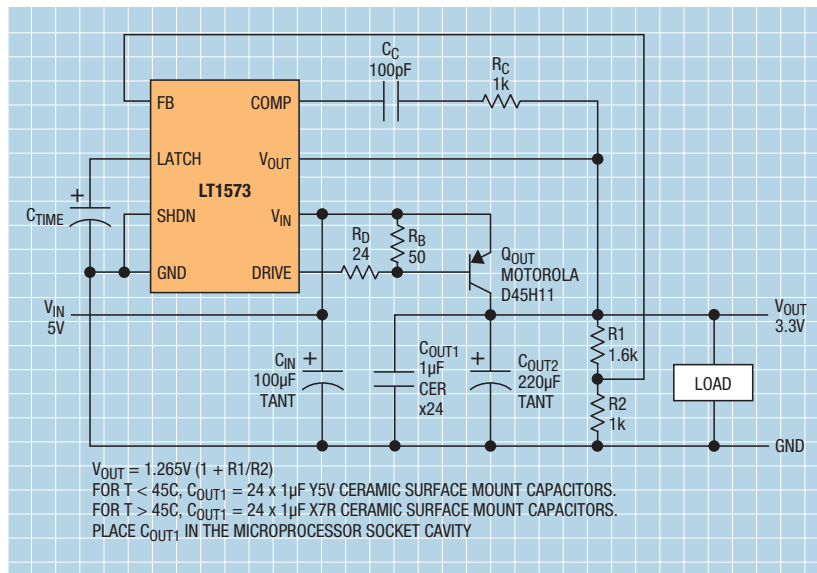 CC
100pF
RC
1k
FB
COMP
LATCH
VOUT
LT1573
CTIME
+
SHDN
VIN
RD
24
RB
50
QOUT
MOTOROLA
D45H11
GND
DRIVE
VIN
5V
VOUT
3.3V
CIN
100µF
TANT
+
COUT1
1µF
CER
x24
+
COUT2
220µF
TANT
R1
1.6k
LOAD
R2
1k
GND
VOUT = 1.265V (1 + R1/R2)
FOR T < 45C, COUT1 = 24 x 1µF Y5V CERAMIC SURFACE MOUNT CAPACITORS.
FOR T > 45C, COUT1 = 24 x 1µF X7R CERAMIC SURFACE MOUNT CAPACITORS.
PLACE COUT1 IN THE MICROPROCESSOR SOCKET CAVITY